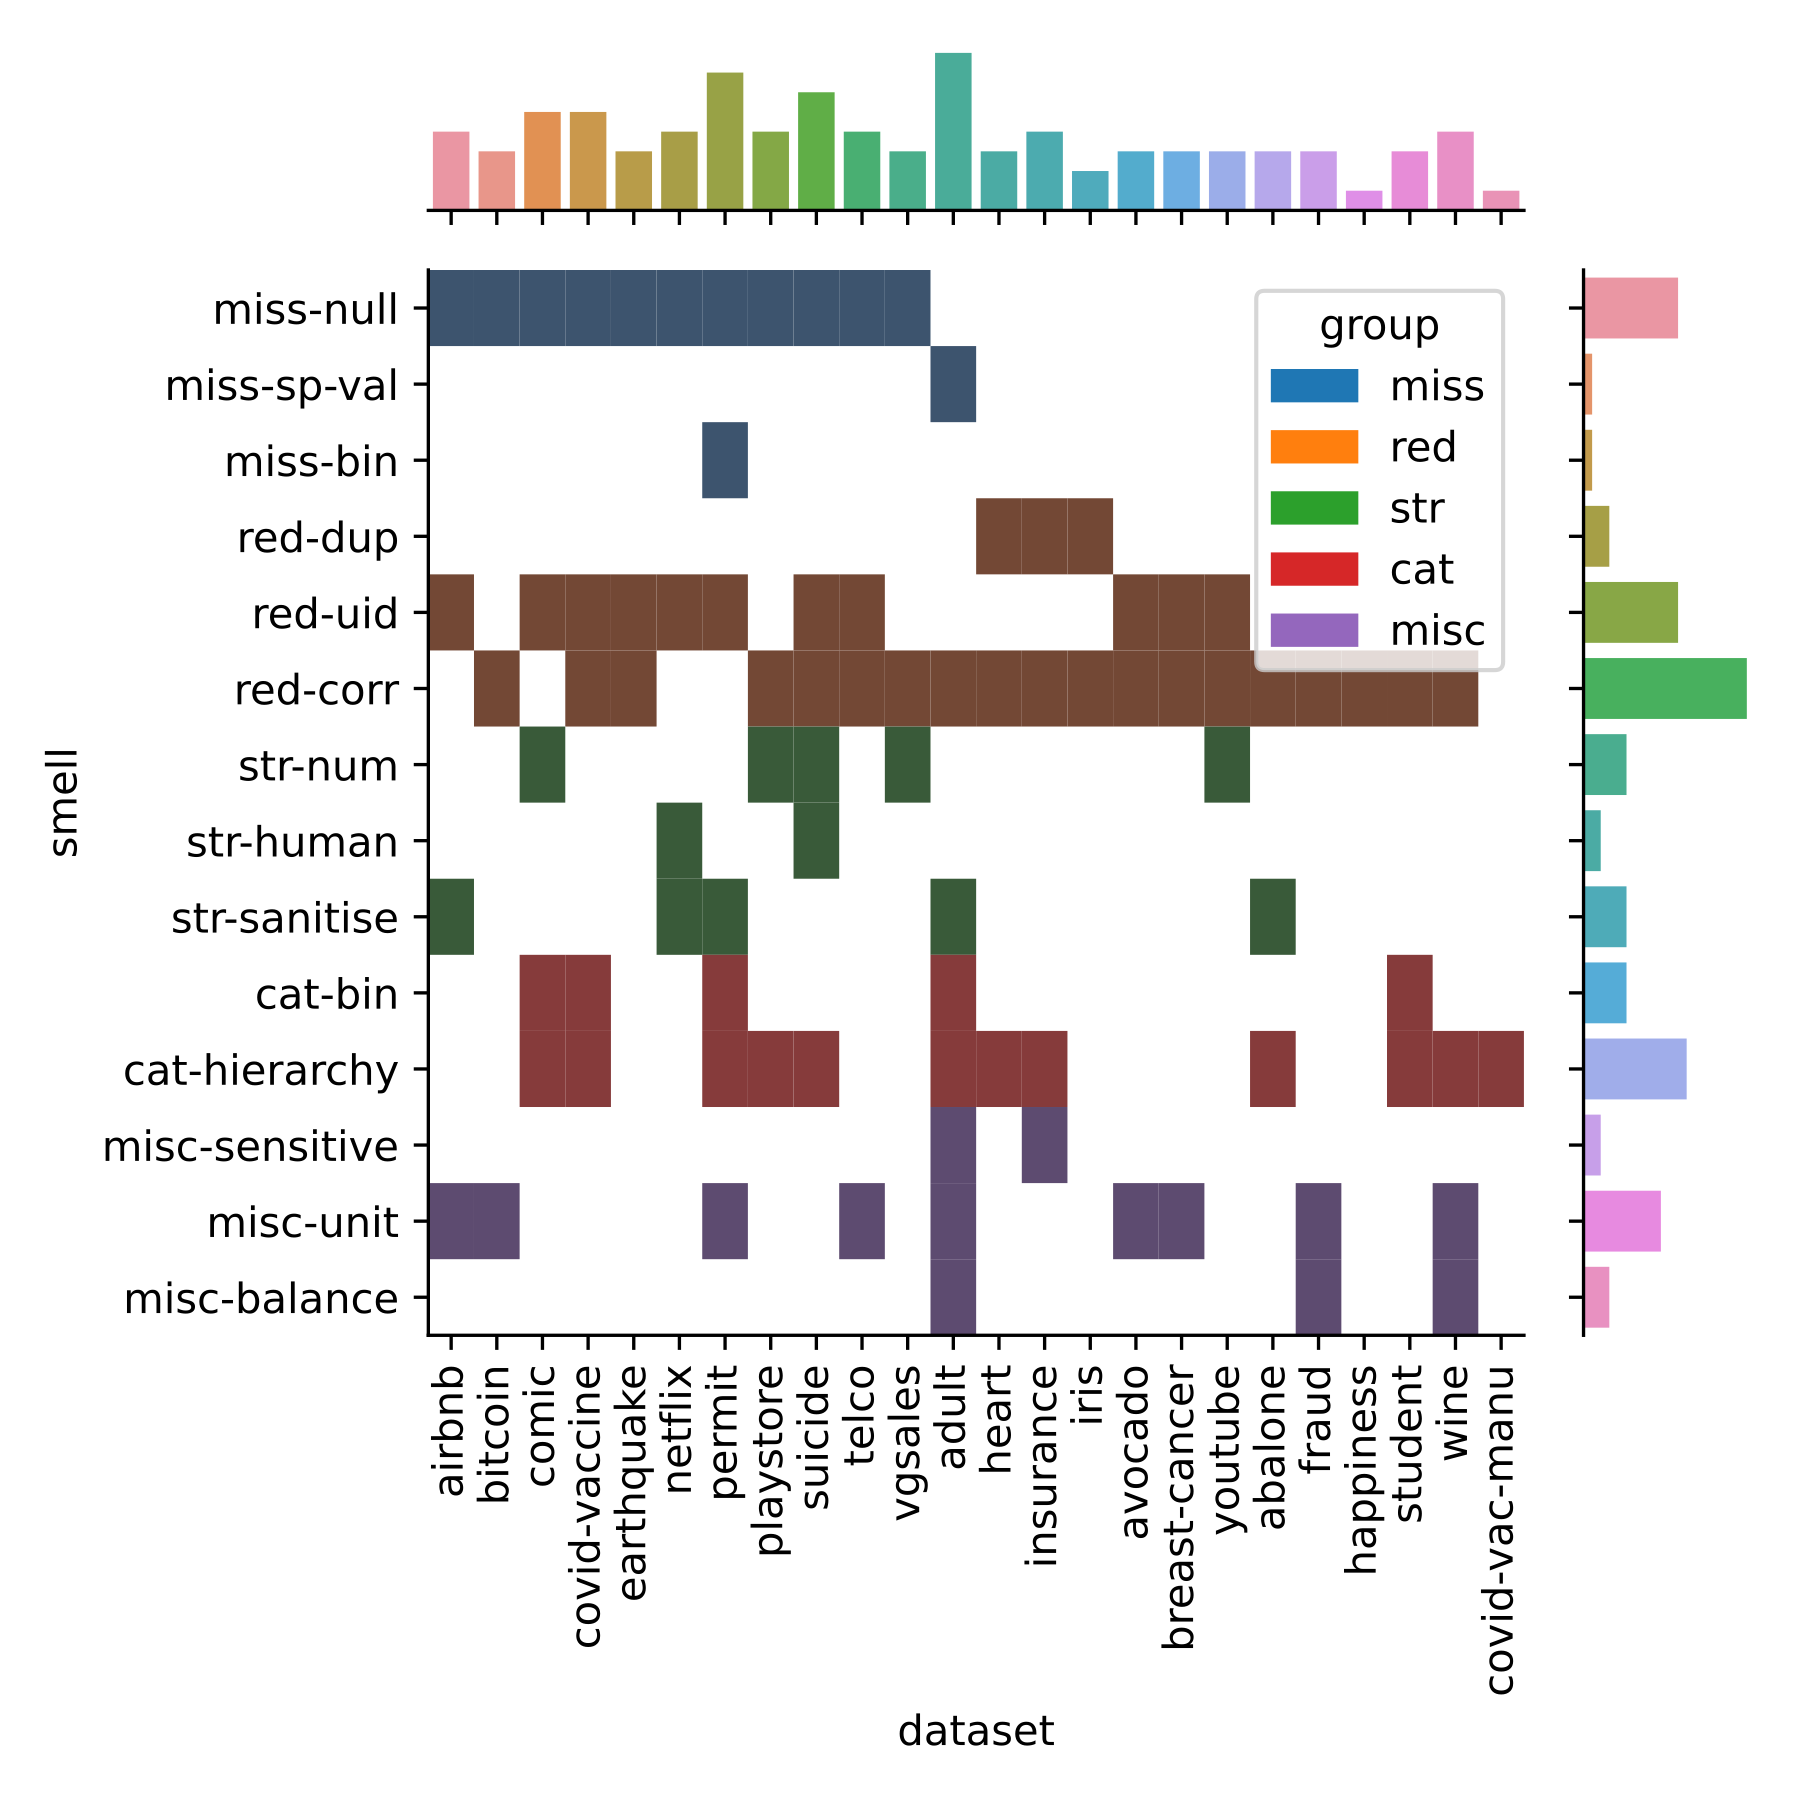 miss-null
miss-sp-val
miss-bin
red-dup
red-uid
red-corr
str-num
str-human
str-sanitise
cat-bin
cat-hierarchy
misc-sensitive
misc-unit
misc-balance
smell
group
miss
red
str
cat
misc
airbnb
bitcoin
comic
covid-vaccine
earthquake
netflix
permit
playstore
suicide
telco
vgsales
adult
heart
insurance
iris
avocado
breast-cancer
youtube
abalone
fraud
happiness
student
wine
covid-vac-manu
dataset